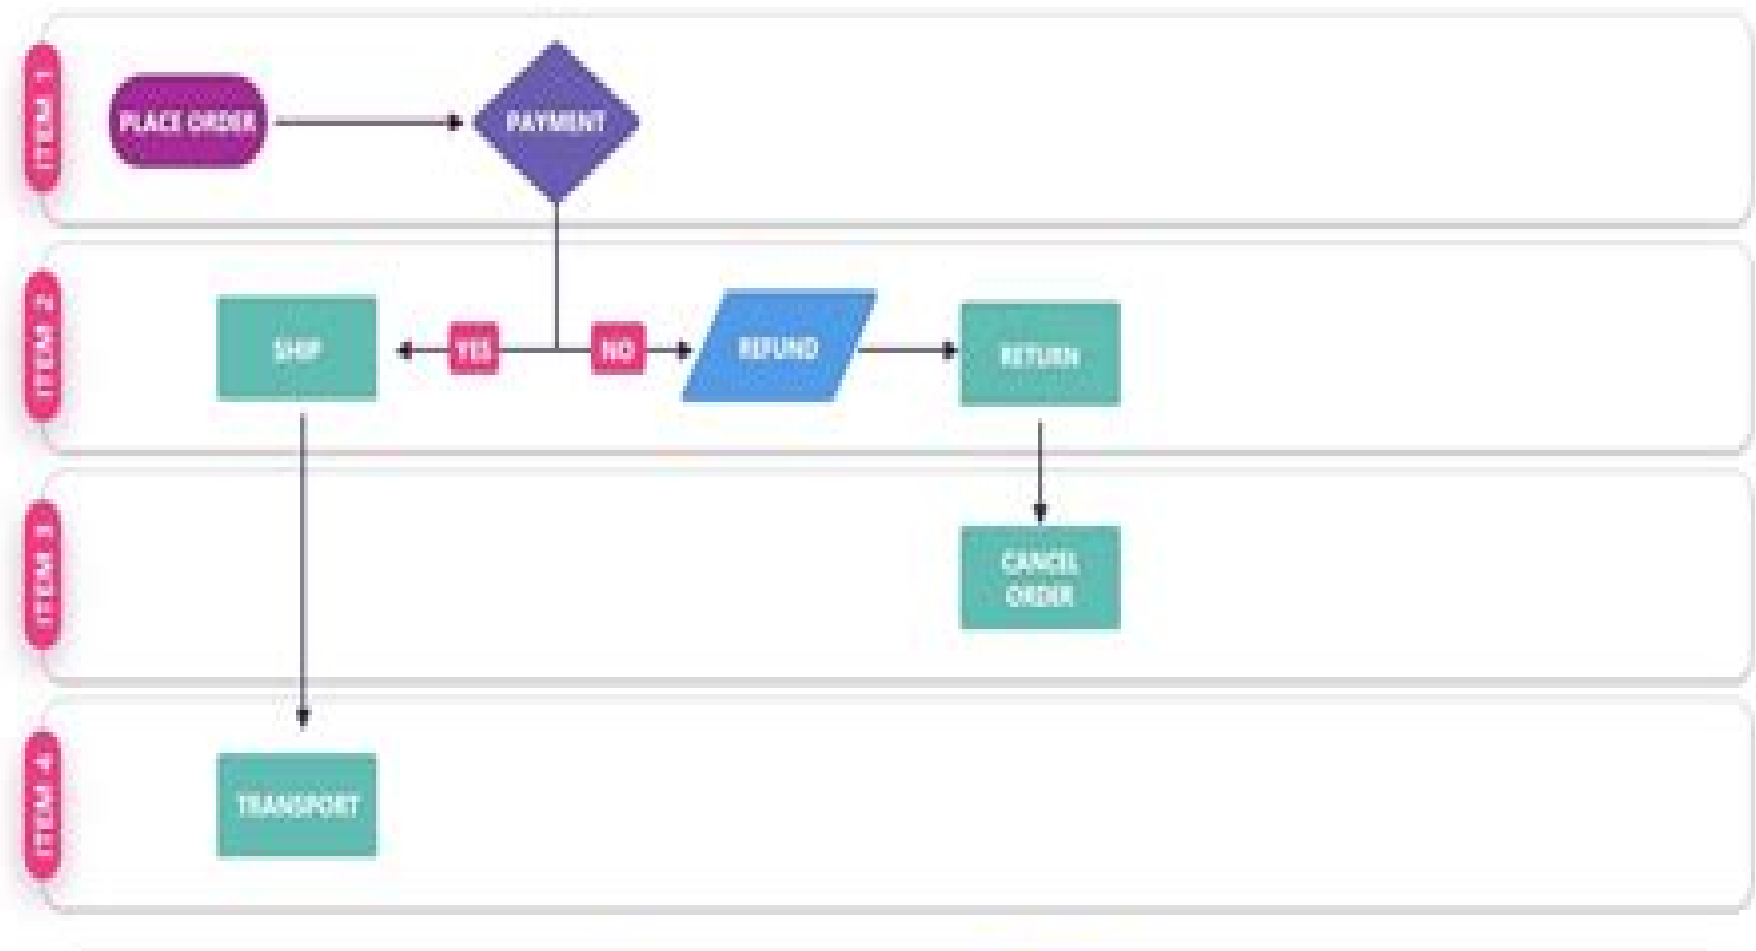 ITEM 1
PLACE ORDER
PAYMENT
ITEM 2
SHIP
YES
NO
REFUND
RETURN
ITEM 3
CANCEL
ORDER
ITEM 4
TRANSPORT